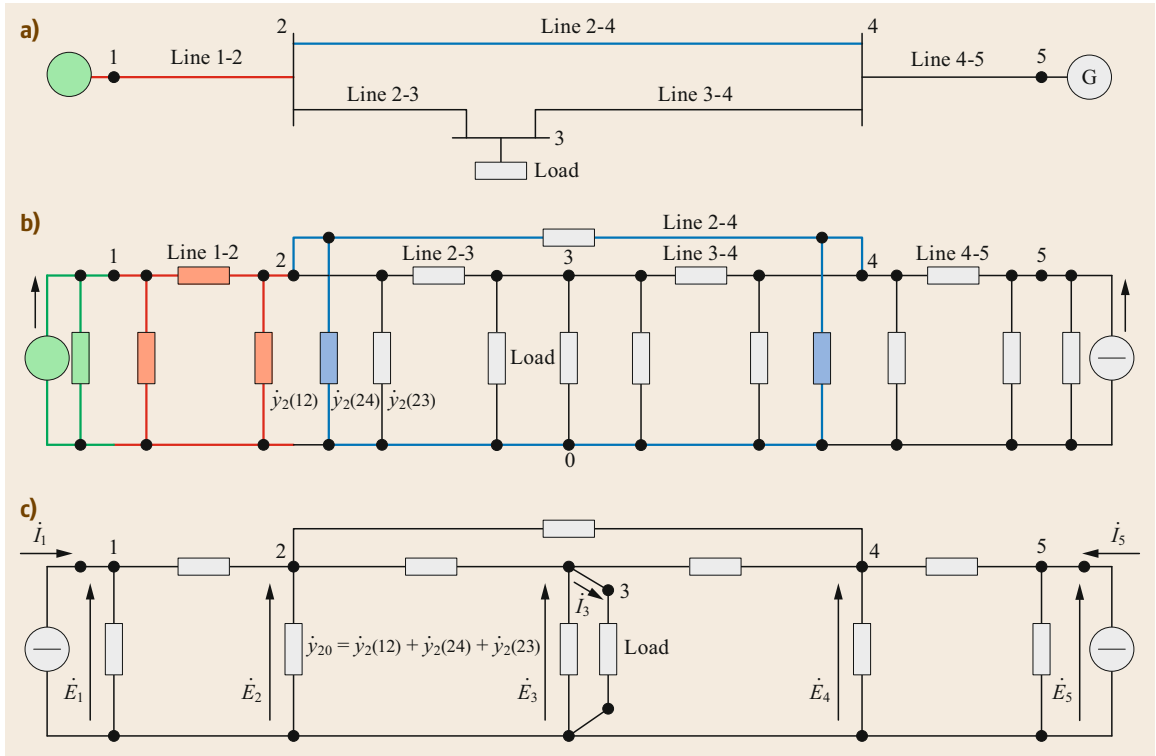 a)
2 Line 2-4 4
1 Line 1-2 Line 4-5 5
G
Line 2-3 Line 3-4
3
Load
b)
Line 2-4
1 Line 1-2 2 Line 2-3 3 Line 3-4 4 Line 4-5 5
Load
ẏ2(12) ẏ2(24) ẏ2(23)
0
c)
İ1 1 2 4 5 İ5
3
İ3
ẏ20 = ẏ2(12) + ẏ2(24) + ẏ2(23) Load
Ė1 Ė2 Ė3 Ė4 Ė5